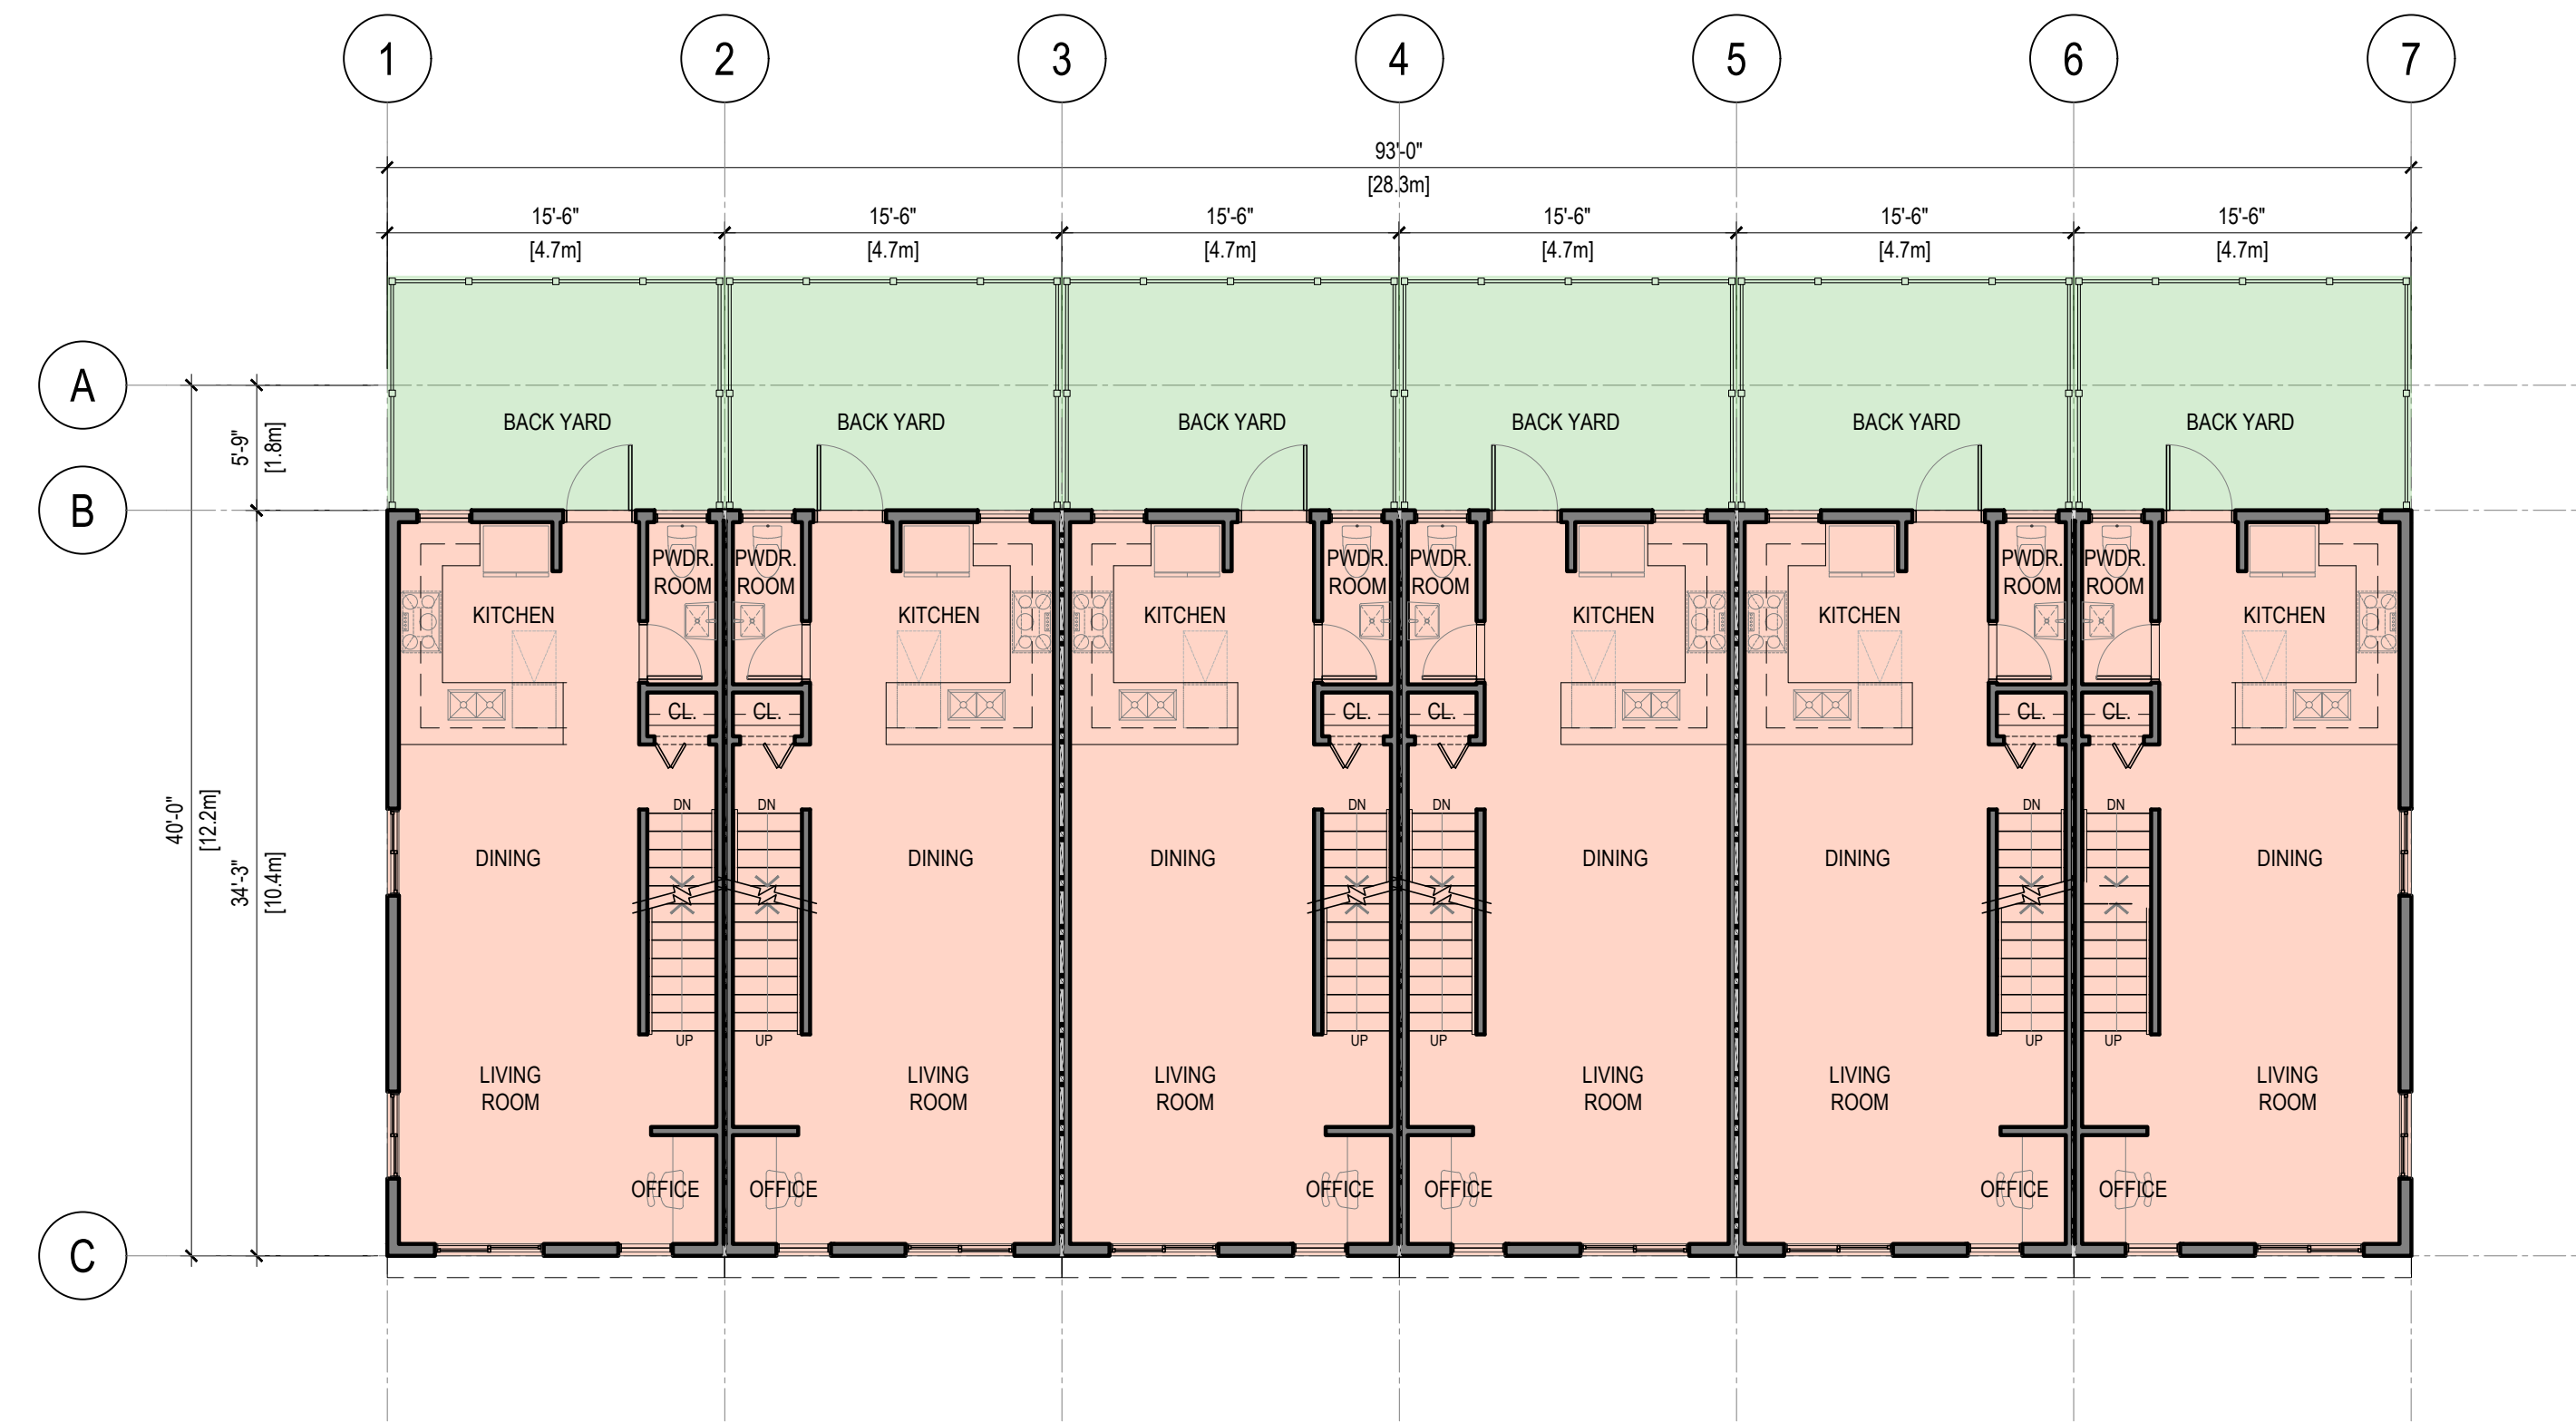 1 2 3 4 5 6 7
93'-0"
[28.3m]
15'-6" 15'-6" 15'-6" 15'-6" 15'-6" 15'-6"
[4.7m] [4.7m] [4.7m] [4.7m] [4.7m] [4.7m]
A
BACK YARD BACK YARD BACK YARD BACK YARD BACK YARD BACK YARD
5'-9"
[1.8m]
B
PWDR. PWDR. PWDR. PWDR. PWDR. PWDR.
ROOM ROOM ROOM ROOM ROOM ROOM
KITCHEN KITCHEN KITCHEN KITCHEN KITCHEN KITCHEN
CL. CL. CL. CL. CL. CL.
DN DN DN DN DN DN
40'-0"
[12.2m]
34'-3"
[10.4m]
DINING DINING DINING DINING DINING DINING
UP UP UP UP UP UP
LIVING LIVING LIVING LIVING LIVING LIVING
ROOM ROOM ROOM ROOM ROOM ROOM
OFFICE OFFICE OFFICE OFFICE OFFICE OFFICE
C